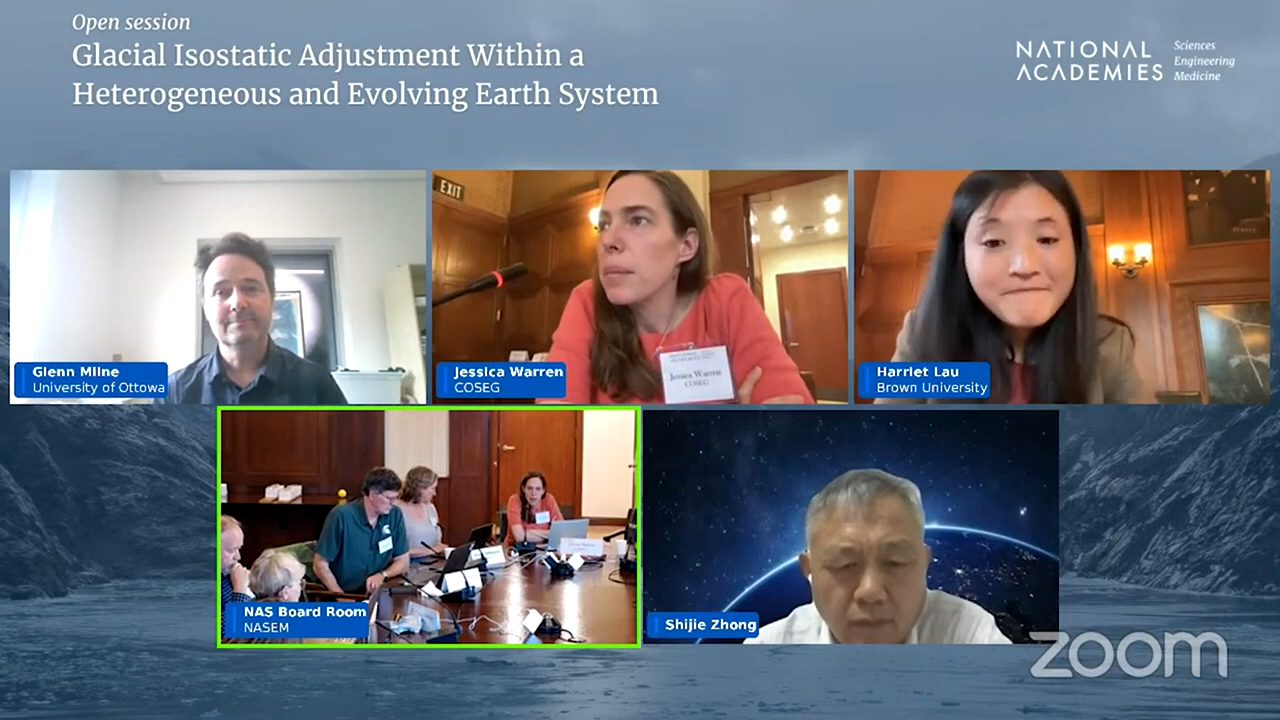 Open session
Glacial Isostatic Adjustment Within a
Heterogeneous and Evolving Earth System
NATIONAL
ACADEMIES
Sciences
Engineering
Medicine
EXIT
Glenn Milne
University of Ottowa
Jessica Warren
COSEG
Jessica Warren
COSEG
Harriet Lau
Brown University
NAS Board Room
NASEM
Shijie Zhong
zoom